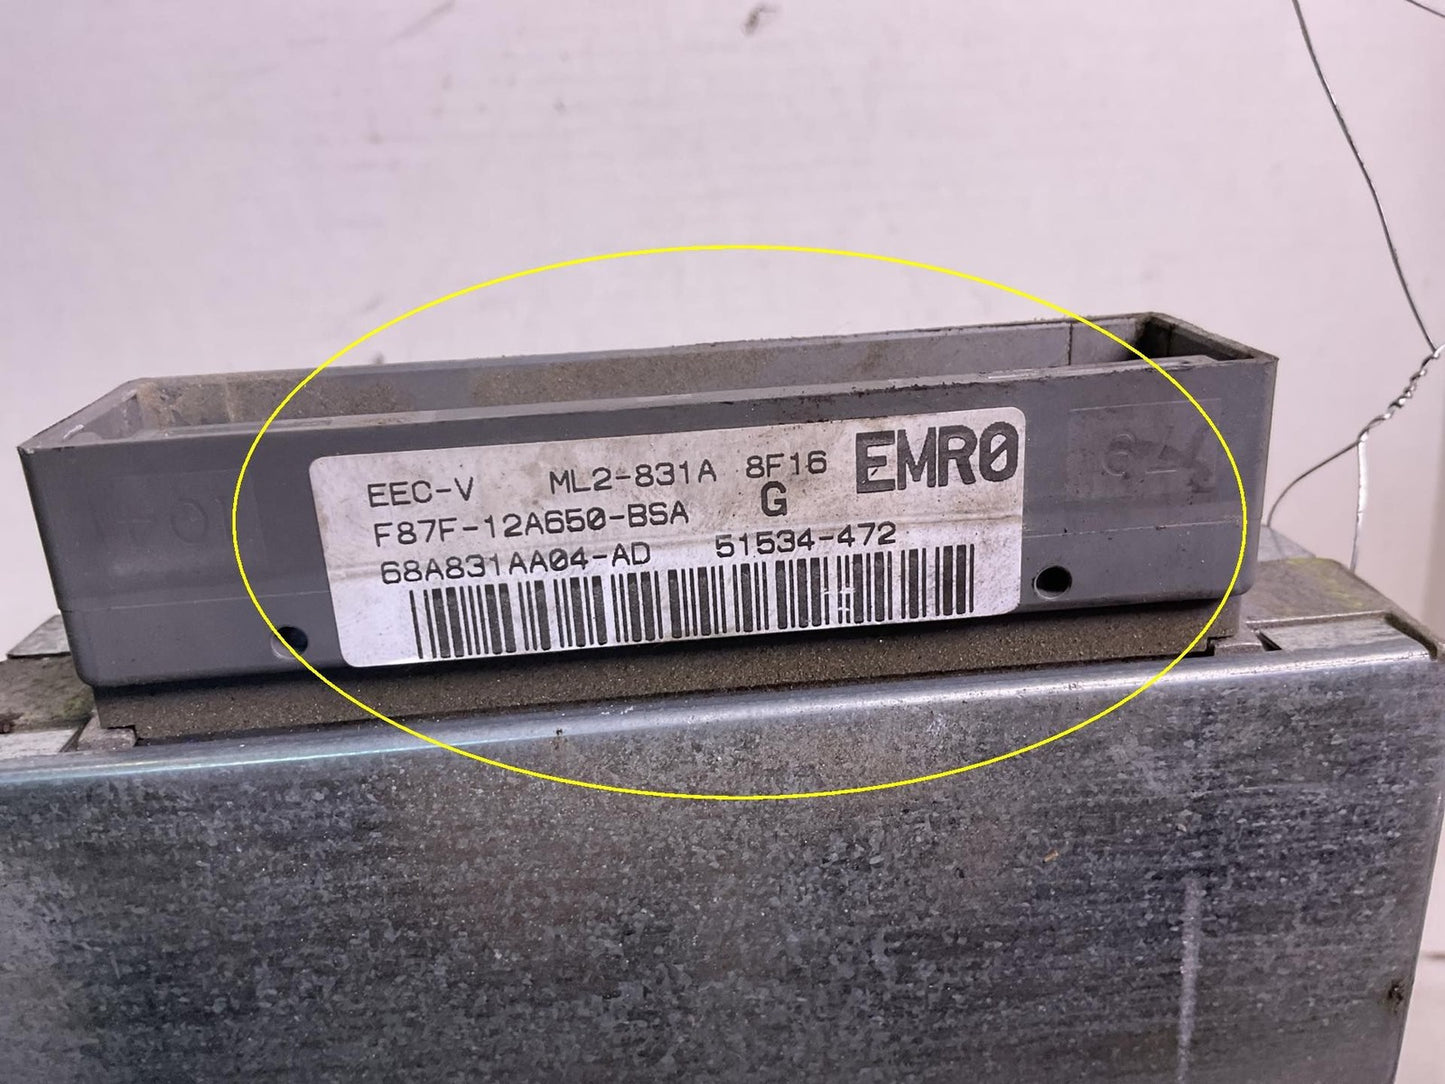 EEC-V ML2-831A 8F16 EMR0
F87F-12A650-BSA G
68A831AA04-AD 51534-472